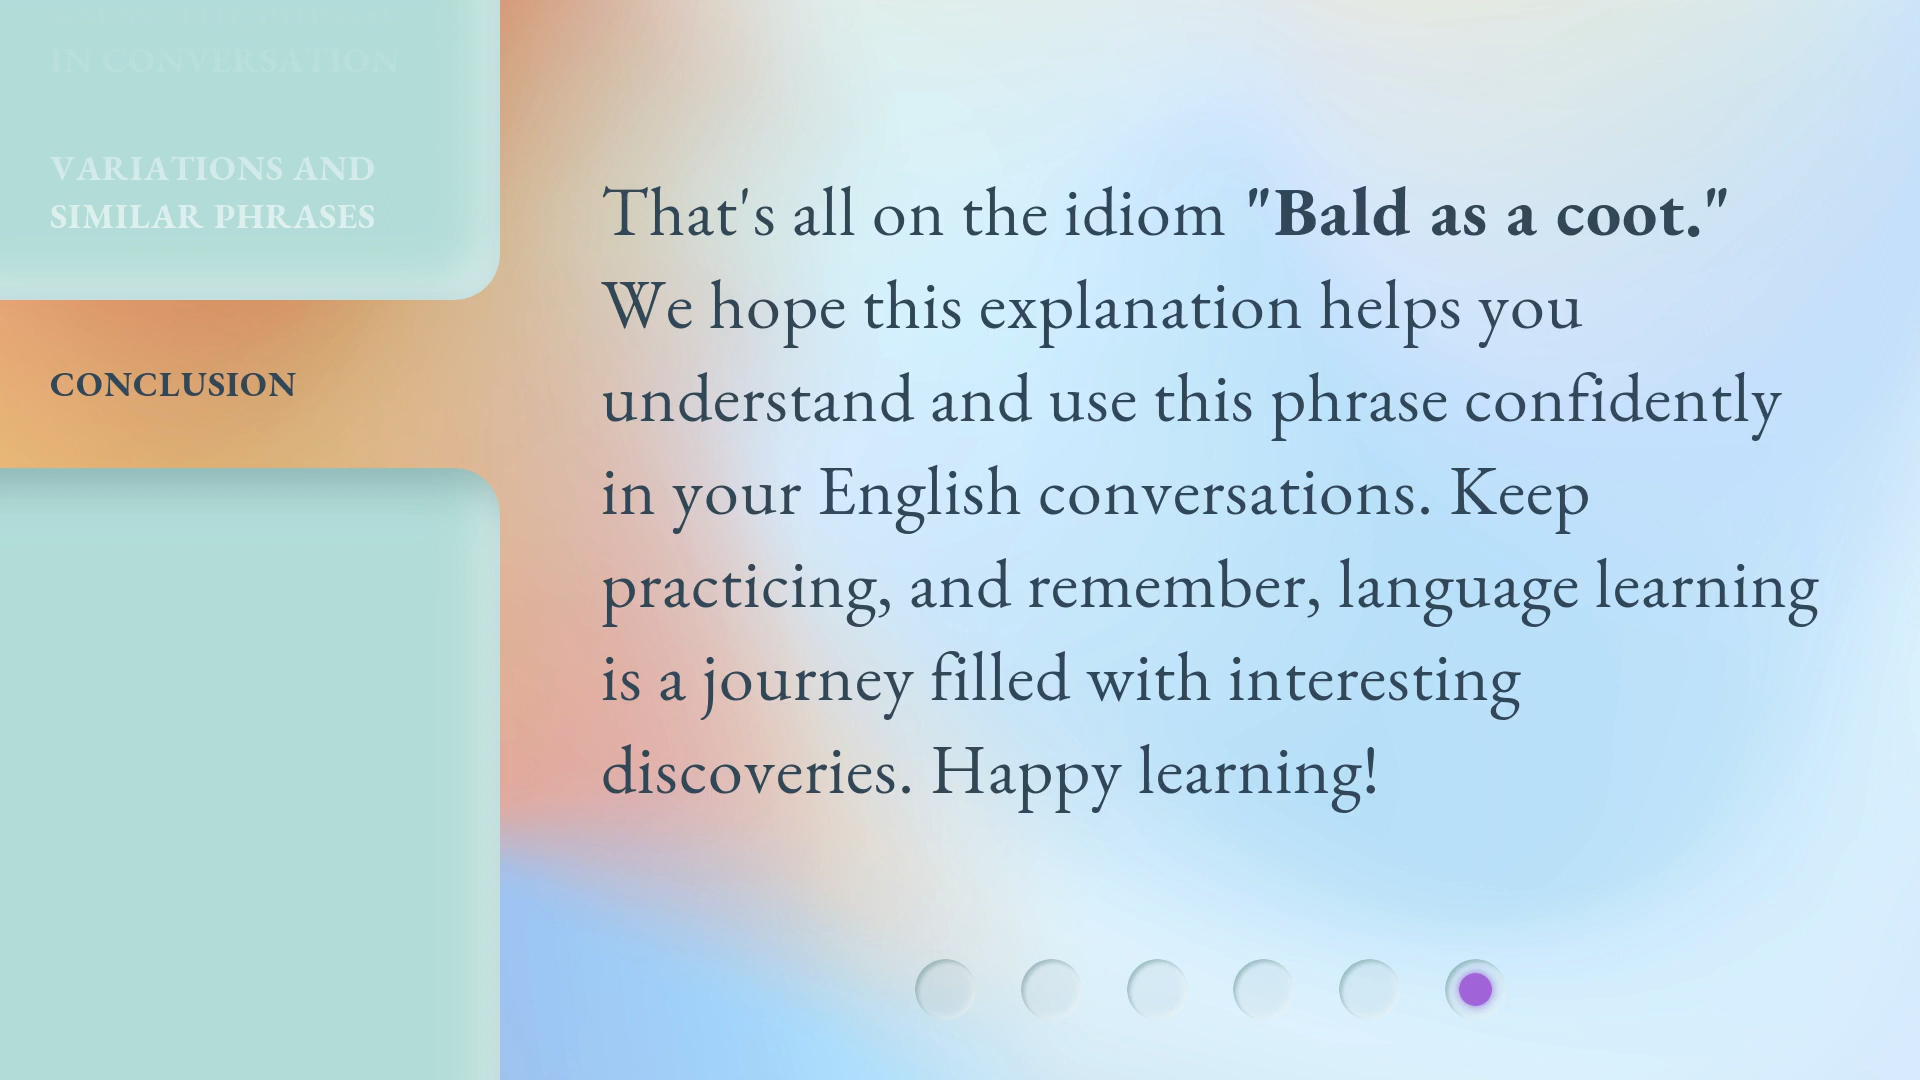 IN CONVERSATION
VARIATIONS AND
SIMILAR PHRASES
CONCLUSION
That's all on the idiom "Bald as a coot."
We hope this explanation helps you
understand and use this phrase confidently
in your English conversations. Keep
practicing, and remember, language learning
is a journey filled with interesting
discoveries. Happy learning!